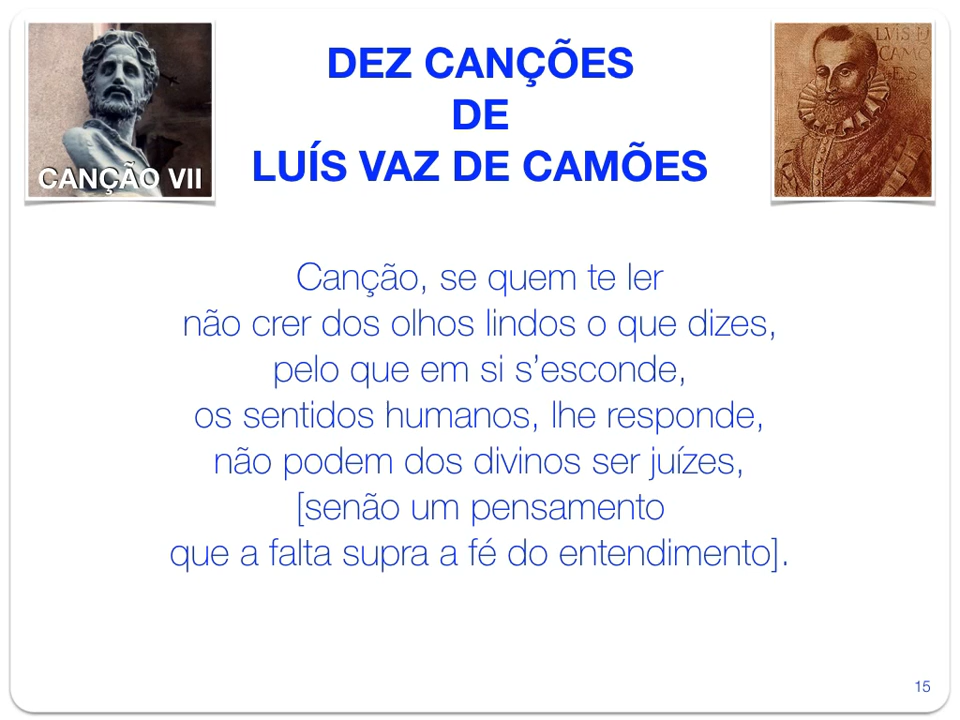 CANÇÃO VII
DEZ CANÇÕES
DE
LUÍS VAZ DE CAMÕES
LVIS D
CAMÕ
E.S.
Canção, se quem te ler
não crer dos olhos lindos o que dizes,
pelo que em si s’esconde,
os sentidos humanos, lhe responde,
não podem dos divinos ser juízes,
[senão um pensamento
que a falta supra a fé do entendimento].
15